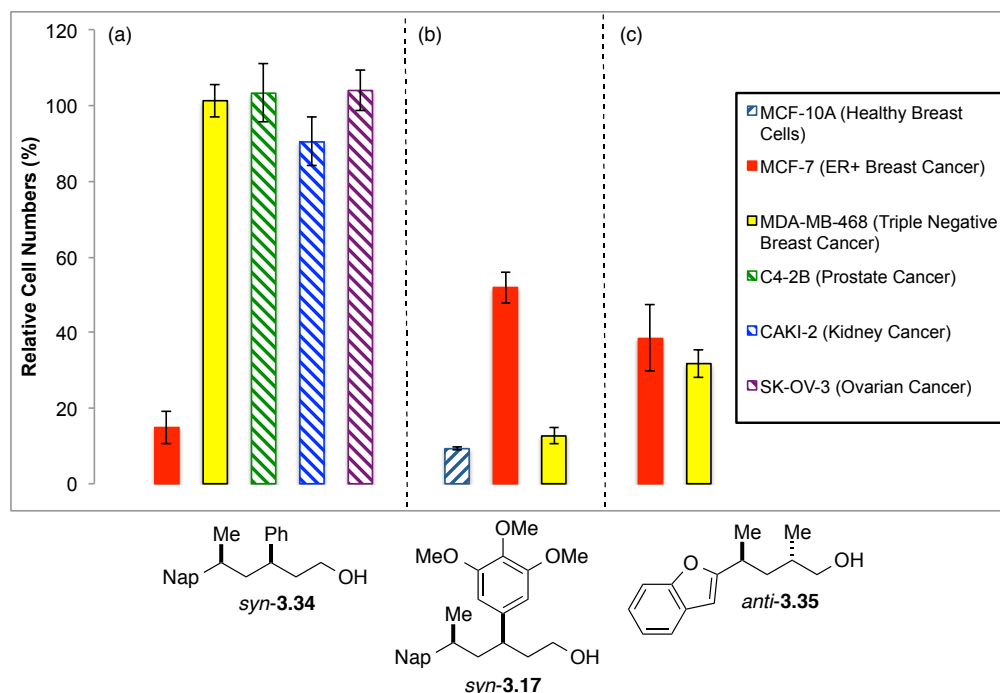 (a)
(b)
(c)
Relative Cell Numbers (%)
120
100
80
60
40
20
0
MCF-10A (Healthy Breast
Cells)
MCF-7 (ER+ Breast Cancer)
MDA-MB-468 (Triple Negative
Breast Cancer)
C4-2B (Prostate Cancer)
CAKI-2 (Kidney Cancer)
SK-OV-3 (Ovarian Cancer)
Me
Ph
Nap
OH
syn-3.34
OMe
MeO
OMe
Me
Nap
OH
syn-3.17
Me
Me
O
OH
anti-3.35